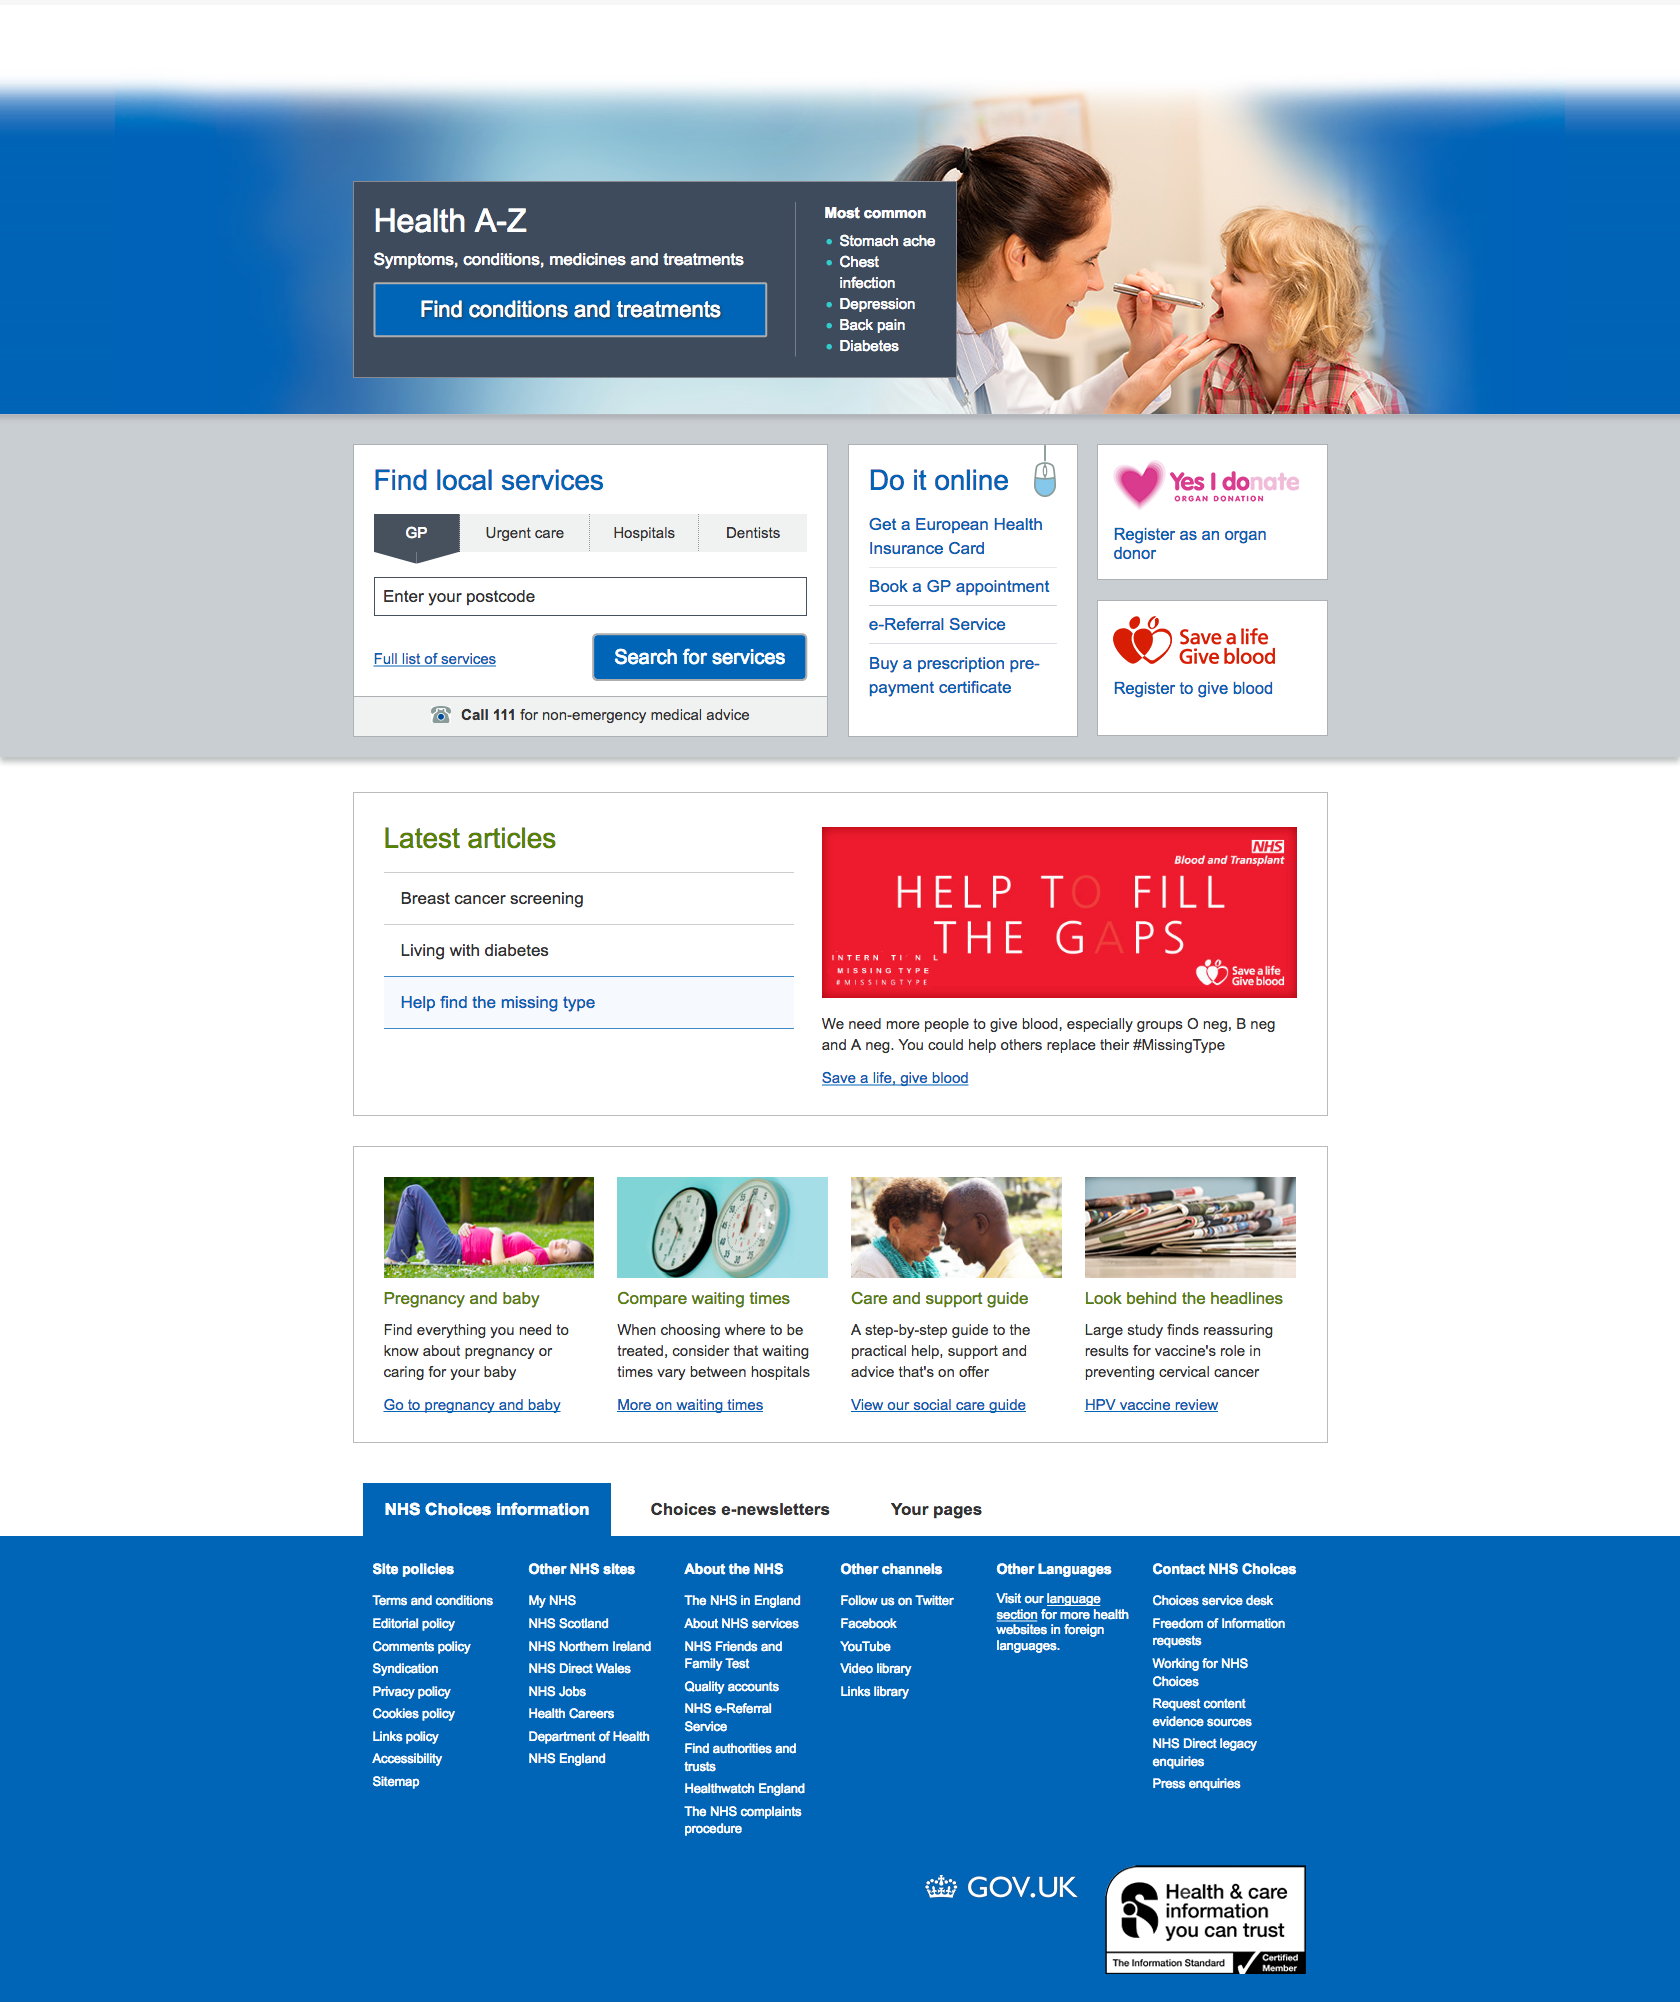 Health A-Z
Symptoms, conditions, medicines and treatments
Find conditions and treatments
Most common
Stomach ache
Chest
infection
Depression
Back pain
Diabetes
Find local services
GP
Urgent care
Hospitals
Dentists
Enter your postcode
Full list of services
Search for services
Call 111 for non-emergency medical advice
Do it online
Get a European Health
Insurance Card
Book a GP appointment
e-Referral Service
Buy a prescription pre-
payment certificate
Yes I donate
ORGAN DONATION
Register as an organ
donor
Save a life
Give blood
Register to give blood
Latest articles
Breast cancer screening
Living with diabetes
Help find the missing type
NHS
Blood and Transplant
HELP TO FILL
THE GAPS
INTERN TI N L
MISSING TYPE
#MISSINGTYPE
Save a life
Give blood
We need more people to give blood, especially groups O neg, B neg
and A neg. You could help others replace their #MissingType
Save a life, give blood
Pregnancy and baby
Find everything you need to
know about pregnancy or
caring for your baby
Go to pregnancy and baby
Compare waiting times
When choosing where to be
treated, consider that waiting
times vary between hospitals
More on waiting times
Care and support guide
A step-by-step guide to the
practical help, support and
advice that's on offer
View our social care guide
Look behind the headlines
Large study finds reassuring
results for vaccine's role in
preventing cervical cancer
HPV vaccine review
NHS Choices information
Choices e-newsletters
Your pages
Site policies
Terms and conditions
Editorial policy
Comments policy
Syndication
Privacy policy
Cookies policy
Links policy
Accessibility
Sitemap
Other NHS sites
My NHS
NHS Scotland
NHS Northern Ireland
NHS Direct Wales
NHS Jobs
Health Careers
Department of Health
NHS England
About the NHS
The NHS in England
About NHS services
NHS Friends and
Family Test
Quality accounts
NHS e-Referral
Service
Find authorities and
trusts
Healthwatch England
The NHS complaints
procedure
Other channels
Follow us on Twitter
Facebook
YouTube
Video library
Links library
Other Languages
Visit our language
section for more health
websites in foreign
languages.
Contact NHS Choices
Choices service desk
Freedom of Information
requests
Working for NHS
Choices
Request content
evidence sources
NHS Direct legacy
enquiries
Press enquiries
GOV.UK
Health & care
information
you can trust
The Information Standard
Certified
Member